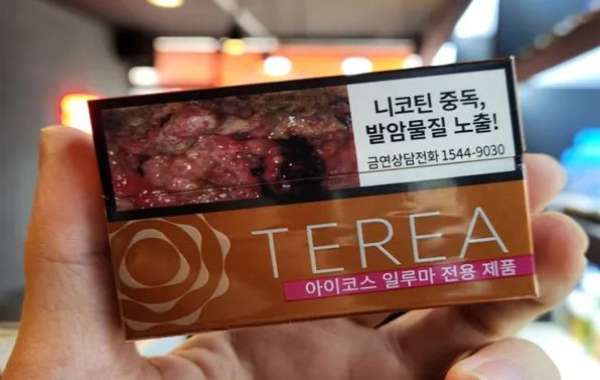 니코틴 중독,
발암물질 노출!
금연상담전화 1544-9030
TEREA
아이코스 일루마 전용 제품